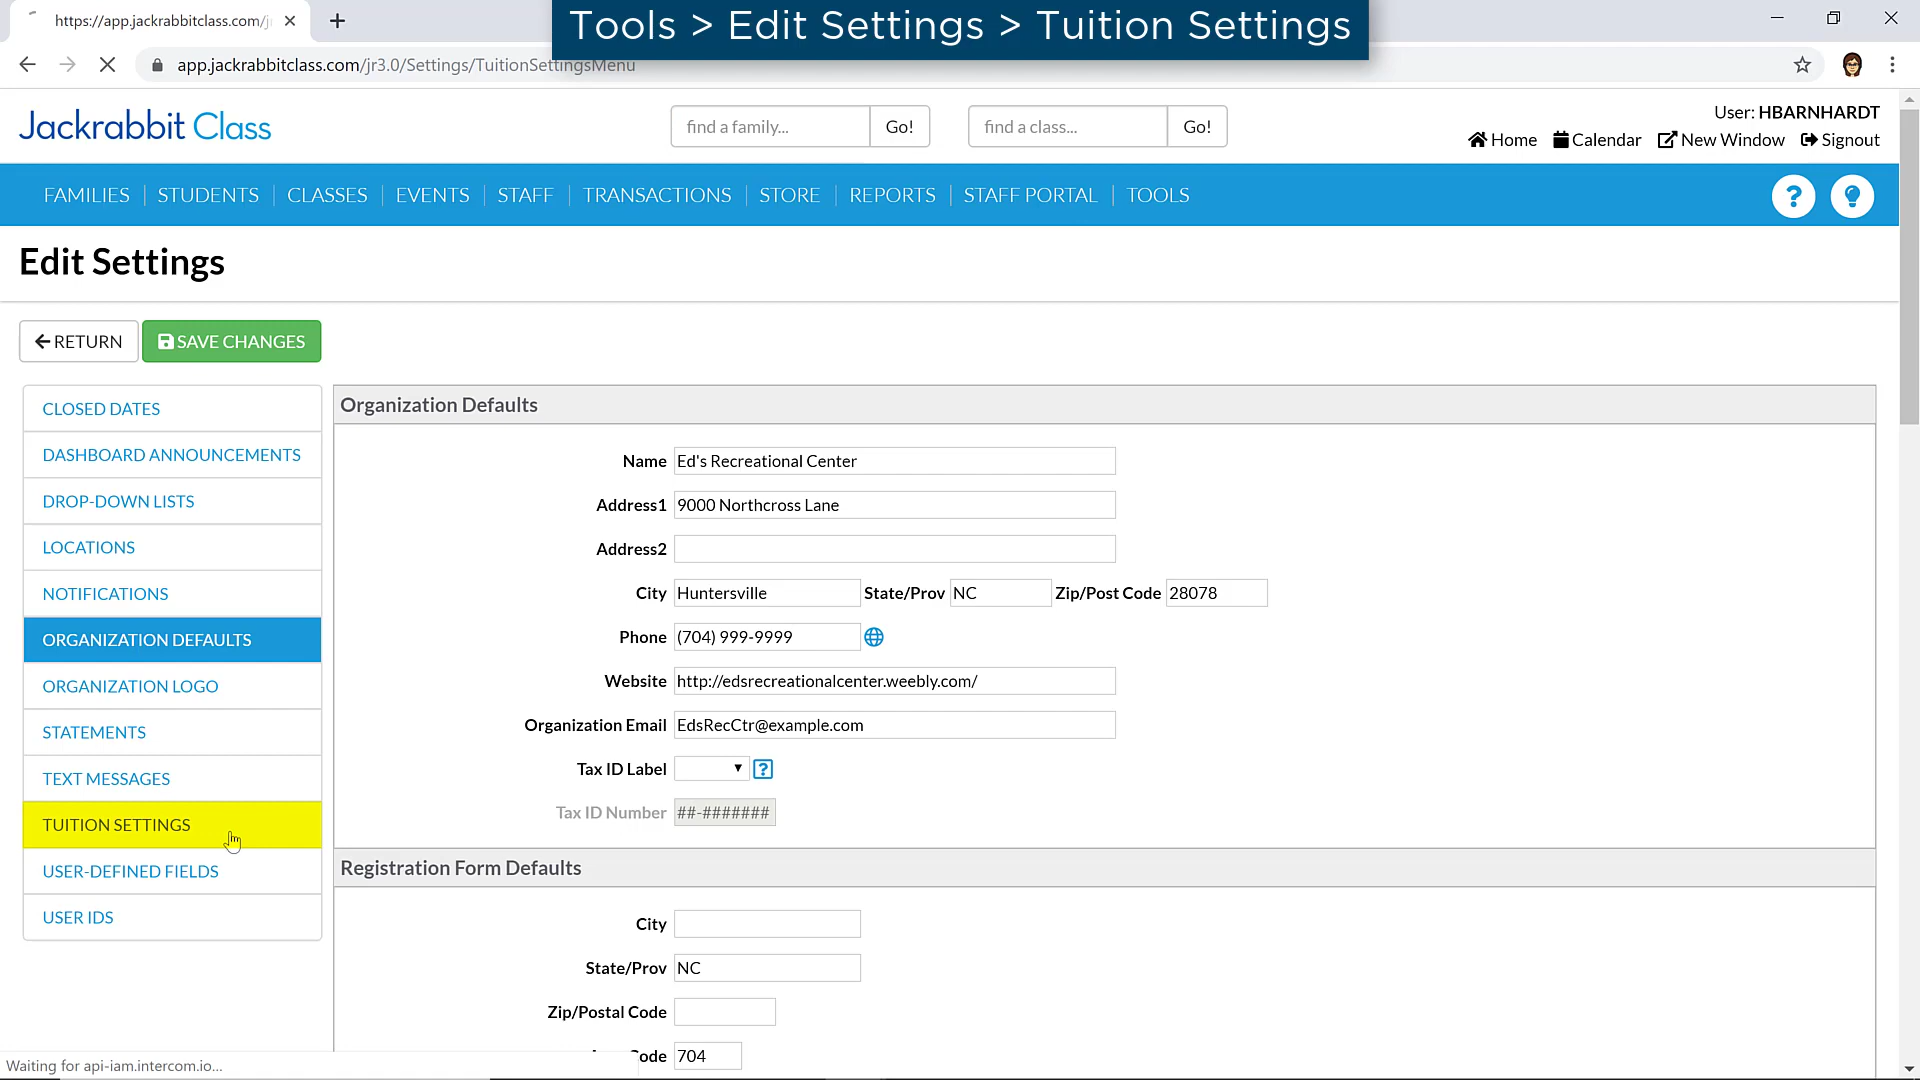 https://app.jackrabbitclass.com/j
Tools > Edit Settings > Tuition Settings
app.jackrabbitclass.com/jr3.0/Settings/TuitionSettingsMenu
Jackrabbit Class
find a family... Go! find a class... Go!
User: HBARNHARDT
Home Calendar New Window Signout
FAMILIES STUDENTS CLASSES EVENTS STAFF TRANSACTIONS STORE REPORTS STAFF PORTAL TOOLS ?
Edit Settings
RETURN SAVE CHANGES
CLOSED DATES
DASHBOARD ANNOUNCEMENTS
DROP-DOWN LISTS
LOCATIONS
NOTIFICATIONS
ORGANIZATION DEFAULTS
ORGANIZATION LOGO
STATEMENTS
TEXT MESSAGES
TUITION SETTINGS
USER-DEFINED FIELDS
USER IDS
Organization Defaults
Name Ed's Recreational Center
Address1 9000 Northcross Lane
Address2
City Huntersville State/Prov NC Zip/Post Code 28078
Phone (704) 999-9999
Website http://edsrecreationalcenter.weebly.com/
Organization Email EdsRecCtr@example.com
Tax ID Label ?
Tax ID Number ##-#######
Registration Form Defaults
City
State/Prov NC
Zip/Postal Code
Code 704
Waiting for api-iam.intercom.io...